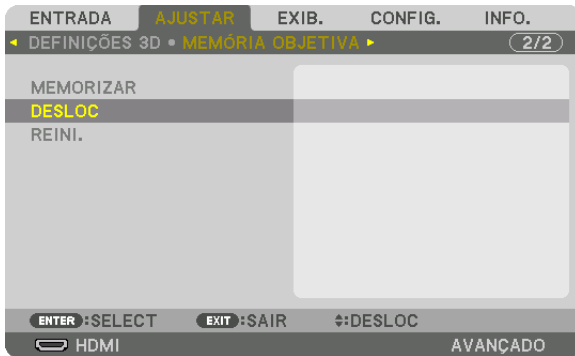 ENTRADA AJUSTAR EXIB. CONFIG. INFO.
DEFINIÇÕES 3D • MEMÓRIA OBJETIVA 2/2
MEMORIZAR
DESLOC
REINI.
ENTER :SELECT EXIT :SAIR :DESLOC
HDMI AVANÇADO